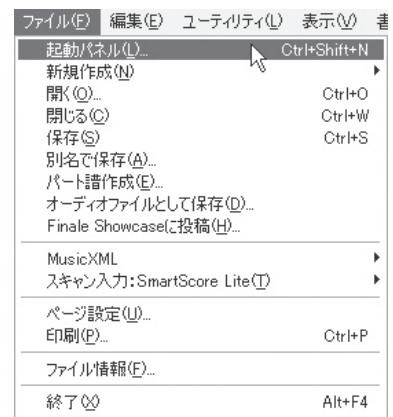 ファイル(F) 編集(E) ユーティリティ(L) 表示(V)
起動パネル(L)... Ctrl+Shift+N
新規作成(N)
開く(O)... Ctrl+O
閉じる(C) Ctrl+W
保存(S) Ctrl+S
別名で保存(A)...
パート譜作成(E)...
オーディオファイルとして保存(D)...
Finale Showcaseに投稿(H)...
MusicXML
スキャン入力:SmartScore Lite(T)
ページ設定(U)...
印刷(P)... Ctrl+P
ファイル情報(F)...
終了(X) Alt+F4